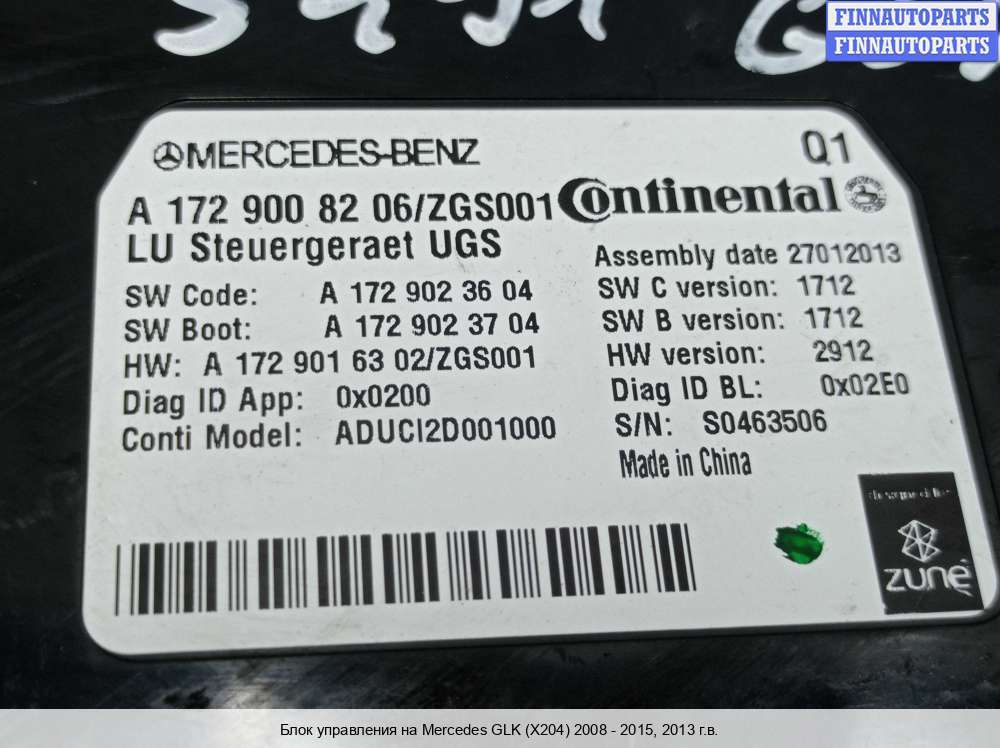 FINNAUTOPARTS
FINNAUTOPARTS
MERCEDES-BENZ
Q1
A 172 900 82 06/ZGS001
Continental
LU Steuergeraet UGS
Assembly date 27012013
SW Code: A 172 902 36 04
SW C version: 1712
SW Boot: A 172 902 37 04
SW B version: 1712
HW: A 172 901 63 02/ZGS001
HW version: 2912
Diag ID App: 0x0200
Diag ID BL: 0x02E0
Conti Model: ADUCI2D001000
S/N: S0463506
Made in China
zune
Блок управления на Mercedes GLK (X204) 2008 - 2015, 2013 г.в.